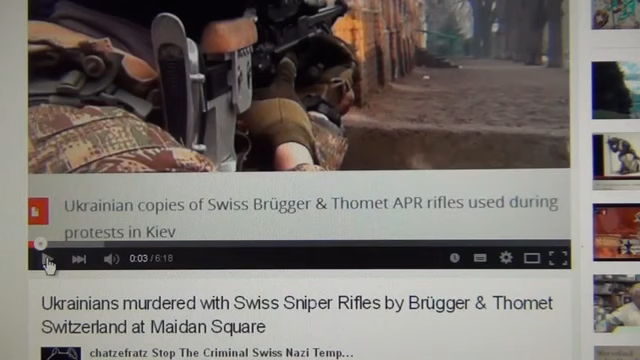 Ukrainian copies of Swiss Brügger & Thomet APR rifles used during
protests in Kiev
0:03 / 6:18
Ukrainians murdered with Swiss Sniper Rifles by Brügger & Thomet
Switzerland at Maidan Square
chatzefratz Stop The Criminal Swiss Nazi Temp...